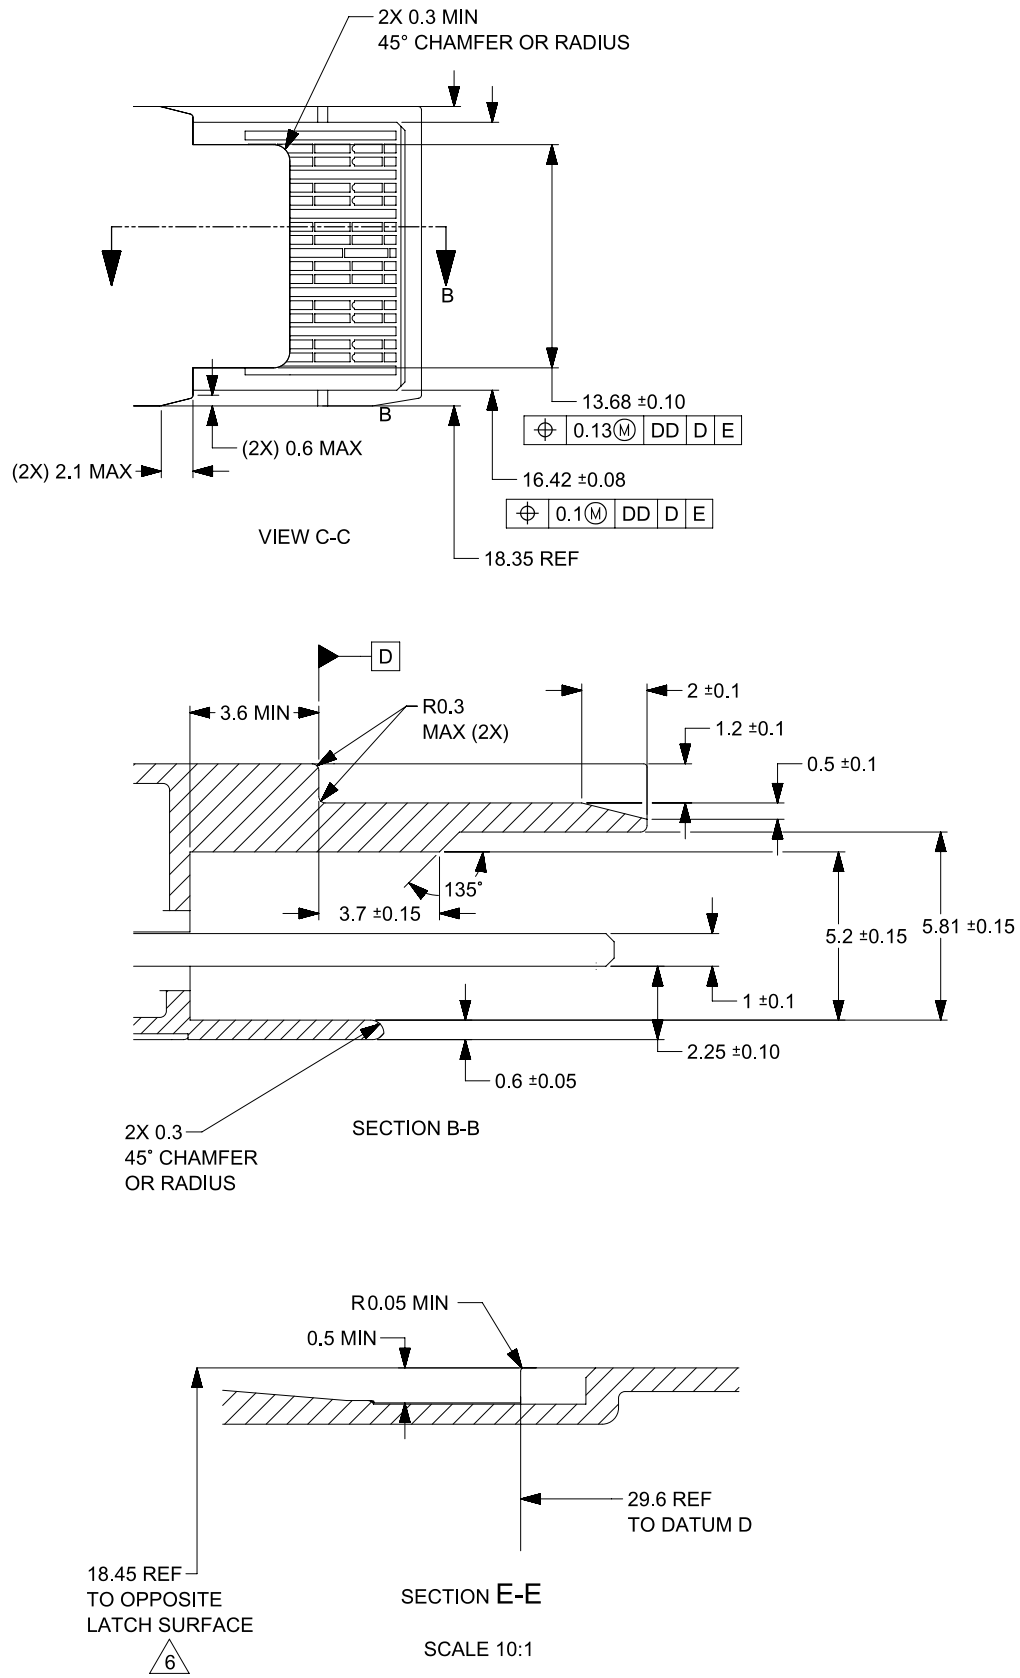 2X 0.3 MIN
45° CHAMFER OR RADIUS
B
B
13.68 ±0.10
⌖ 0.13Ⓜ DD D E
(2X) 0.6 MAX
(2X) 2.1 MAX
16.42 ±0.08
⌖ 0.1Ⓜ DD D E
VIEW C-C
18.35 REF
D
3.6 MIN
R0.3
MAX (2X)
2 ±0.1
1.2 ±0.1
0.5 ±0.1
135°
3.7 ±0.15
5.2 ±0.15
5.81 ±0.15
1 ±0.1
2.25 ±0.10
0.6 ±0.05
2X 0.3
45° CHAMFER
OR RADIUS
SECTION B-B
R0.05 MIN
0.5 MIN
29.6 REF
TO DATUM D
18.45 REF
TO OPPOSITE
LATCH SURFACE
6
SECTION E-E
SCALE 10:1